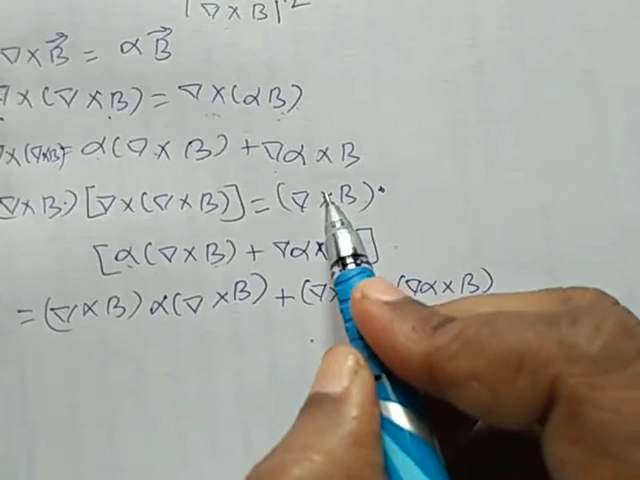 |∇×B|²
∇×B⃗ = αB⃗
∇×(∇×B) = ∇×(αB)
∇×(∇×B)= α(∇×B) + ∇α×B
(∇×B·) [∇×(∇×B)] = (∇×B)·
[α(∇×B) + ∇α× ]
= (∇×B) α(∇×B) + (∇× (∇α×B)